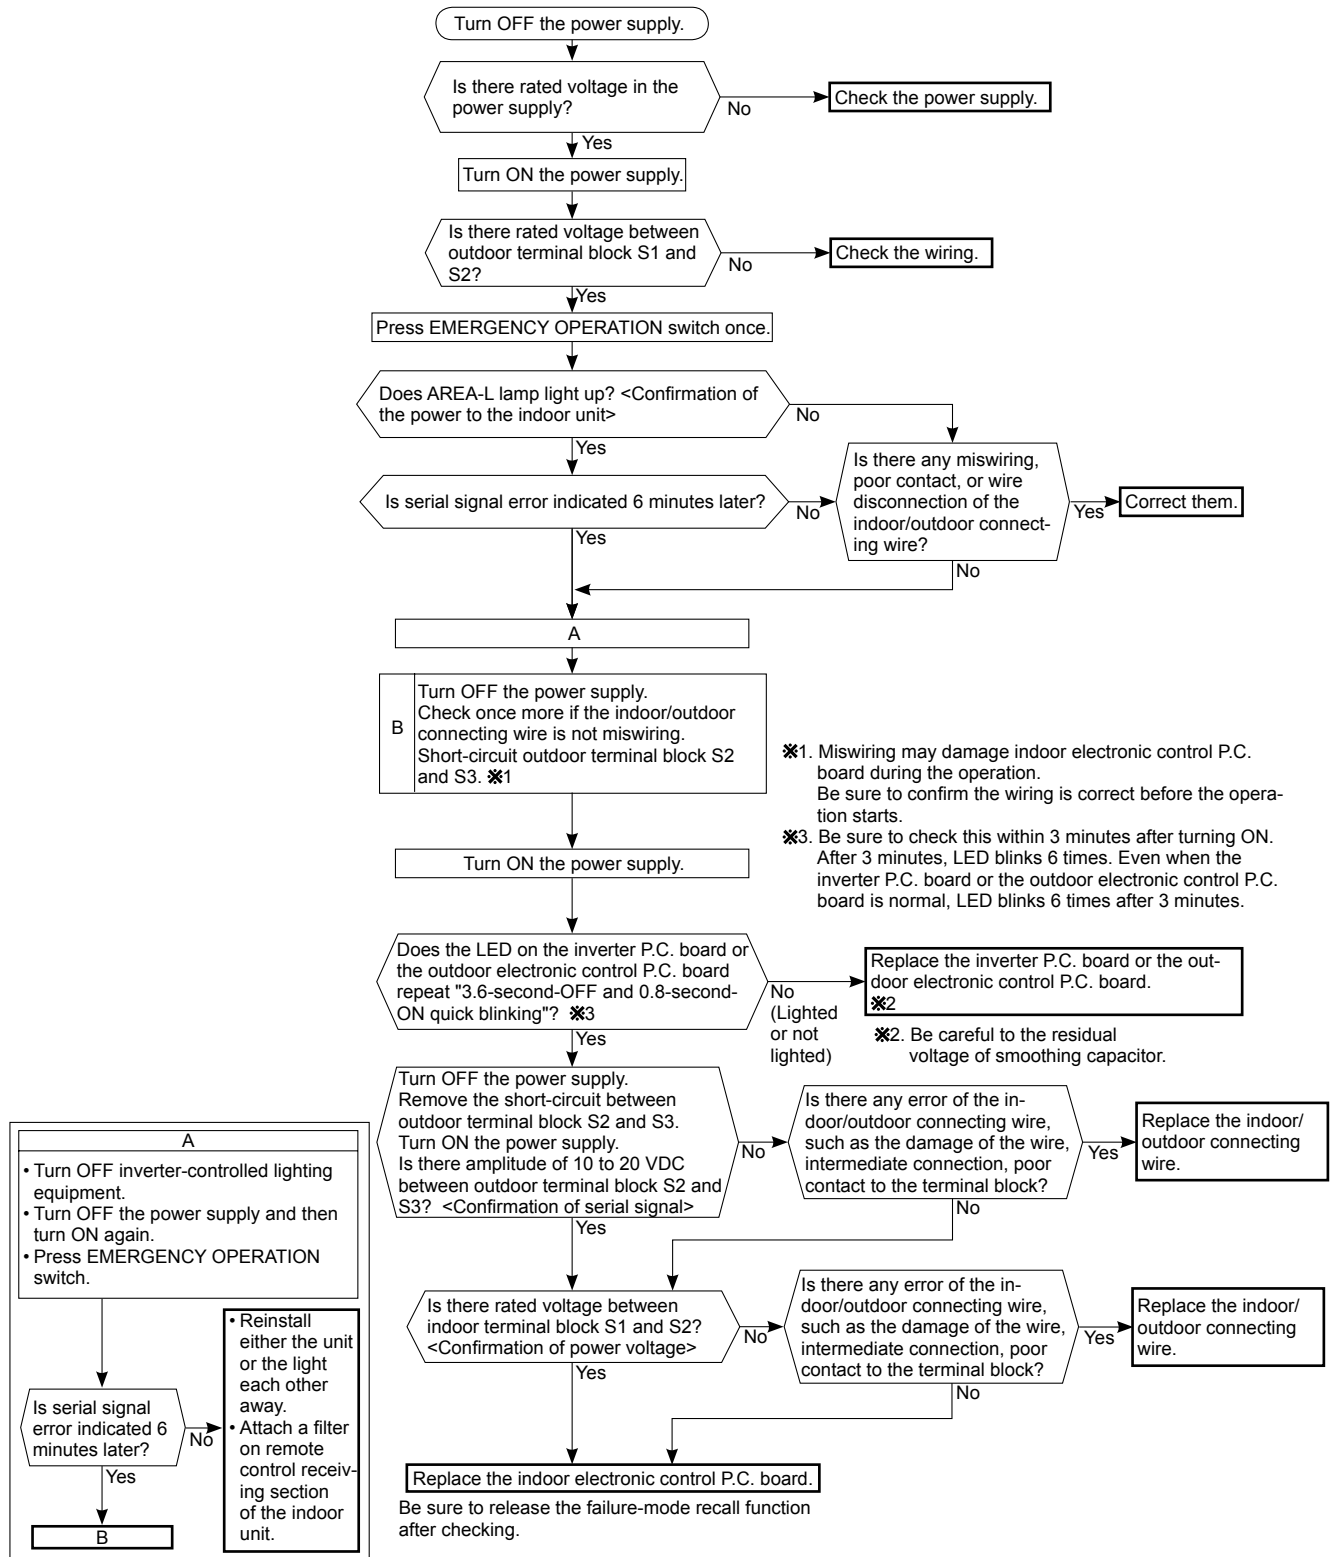 Turn OFF the power supply.
Is there rated voltage in the
power supply?
No
Check the power supply.
Yes
Turn ON the power supply.
Is there rated voltage between
outdoor terminal block S1 and
S2?
No
Check the wiring.
Yes
Press EMERGENCY OPERATION switch once.
Does AREA-L lamp light up? <Confirmation of
the power to the indoor unit>
No
Yes
Is there any miswiring,
poor contact, or wire
disconnection of the
indoor/outdoor connect-
ing wire?
Yes
Correct them.
No
Is serial signal error indicated 6 minutes later?
No
Yes
A
B
Turn OFF the power supply.
Check once more if the indoor/outdoor
connecting wire is not miswiring.
Short-circuit outdoor terminal block S2
and S3. ※1
※1. Miswiring may damage indoor electronic control P.C.
board during the operation.
Be sure to confirm the wiring is correct before the opera-
tion starts.
※3. Be sure to check this within 3 minutes after turning ON.
After 3 minutes, LED blinks 6 times. Even when the
inverter P.C. board or the outdoor electronic control P.C.
board is normal, LED blinks 6 times after 3 minutes.
Turn ON the power supply.
Does the LED on the inverter P.C. board or
the outdoor electronic control P.C. board
repeat "3.6-second-OFF and 0.8-second-
ON quick blinking"? ※3
No
(Lighted
or not
lighted)
Replace the inverter P.C. board or the out-
door electronic control P.C. board.
※2
※2. Be careful to the residual
voltage of smoothing capacitor.
Yes
Turn OFF the power supply.
Remove the short-circuit between
outdoor terminal block S2 and S3.
Turn ON the power supply.
Is there amplitude of 10 to 20 VDC
between outdoor terminal block S2 and
S3? <Confirmation of serial signal>
No
Is there any error of the in-
door/outdoor connecting wire,
such as the damage of the wire,
intermediate connection, poor
contact to the terminal block?
Yes
Replace the indoor/
outdoor connecting
wire.
No
Yes
Is there rated voltage between
indoor terminal block S1 and S2?
<Confirmation of power voltage>
No
Is there any error of the in-
door/outdoor connecting wire,
such as the damage of the wire,
intermediate connection, poor
contact to the terminal block?
Yes
Replace the indoor/
outdoor connecting
wire.
No
Yes
Replace the indoor electronic control P.C. board.
Be sure to release the failure-mode recall function
after checking.
A
• Turn OFF inverter-controlled lighting
equipment.
• Turn OFF the power supply and then
turn ON again.
• Press EMERGENCY OPERATION
switch.
Is serial signal
error indicated 6
minutes later?
No
• Reinstall
either the unit
or the light
each other
away.
• Attach a filter
on remote
control receiv-
ing section
of the indoor
unit.
Yes
B